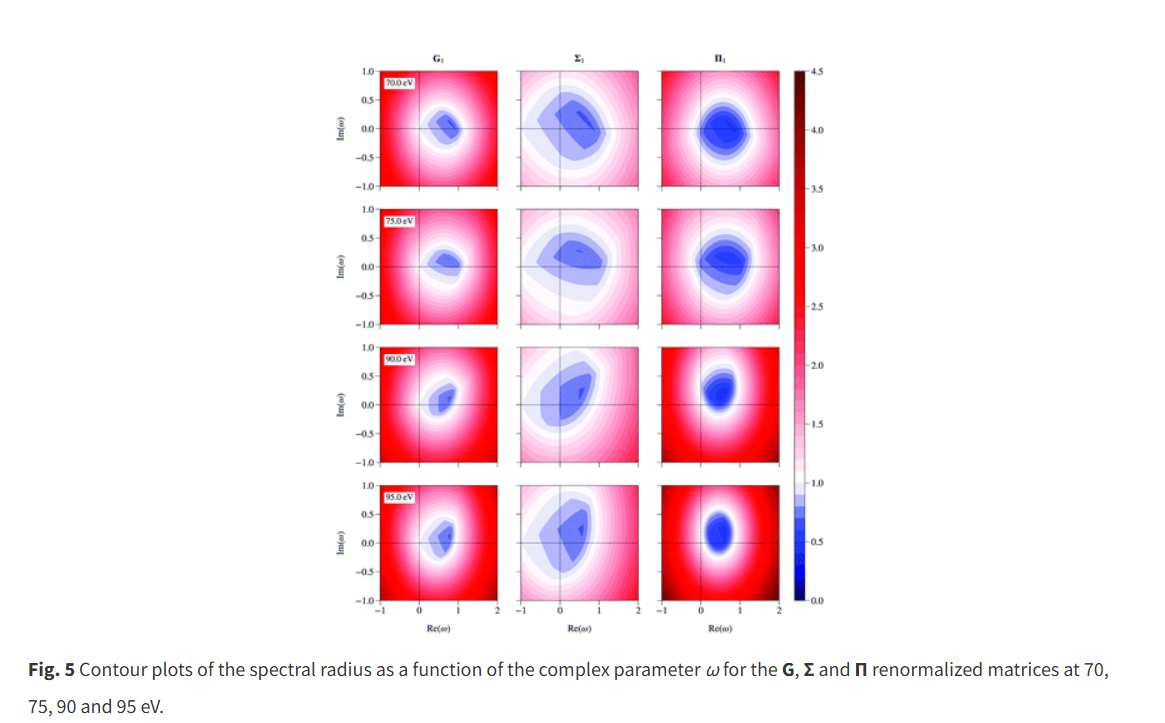 G₁ Σ₁ Π₁
1.0 70.0 eV 4.5
0.5
4.0
Im(ω) 0.0
−0.5
3.5
−1.0
1.0 75.0 eV
0.5 3.0
Im(ω) 0.0
2.5
−0.5
−1.0
1.0 90.0 eV
2.0
0.5
Im(ω) 0.0
1.5
−0.5
−1.0
1.0 95.0 eV 1.0
0.5
0.5
Im(ω) 0.0
−0.5
−1.0 0.0
−1 0 1 2 −1 0 1 2 −1 0 1 2
Re(ω) Re(ω) Re(ω)
Fig. 5 Contour plots of the spectral radius as a function of the complex parameter ω for the G, Σ and Π renormalized matrices at 70,
75, 90 and 95 eV.